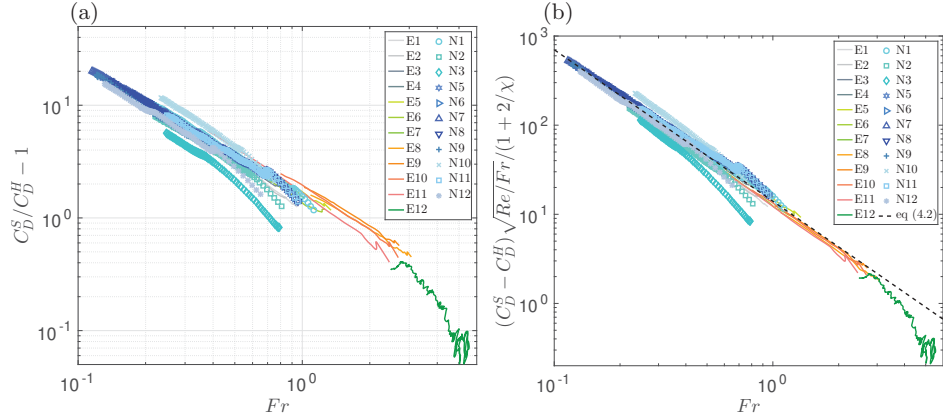 (a)
C_D^S/C_D^H − 1
10^1
10^0
10^-1
10^-1
10^0
Fr
E1 N1
E2 N2
E3 N3
E4 N5
E5 N6
E6 N7
E7 N8
E8 N9
E9 N10
E10 N11
E11 N12
E12
(b)
(C_D^S − C_D^H)√Re/Fr/(1 + 2/χ)
10^3
10^2
10^1
10^0
10^-1
10^0
Fr
E1 N1
E2 N2
E3 N3
E4 N5
E5 N6
E6 N7
E7 N8
E8 N9
E9 N10
E10 N11
E11 N12
E12 eq (4.2)